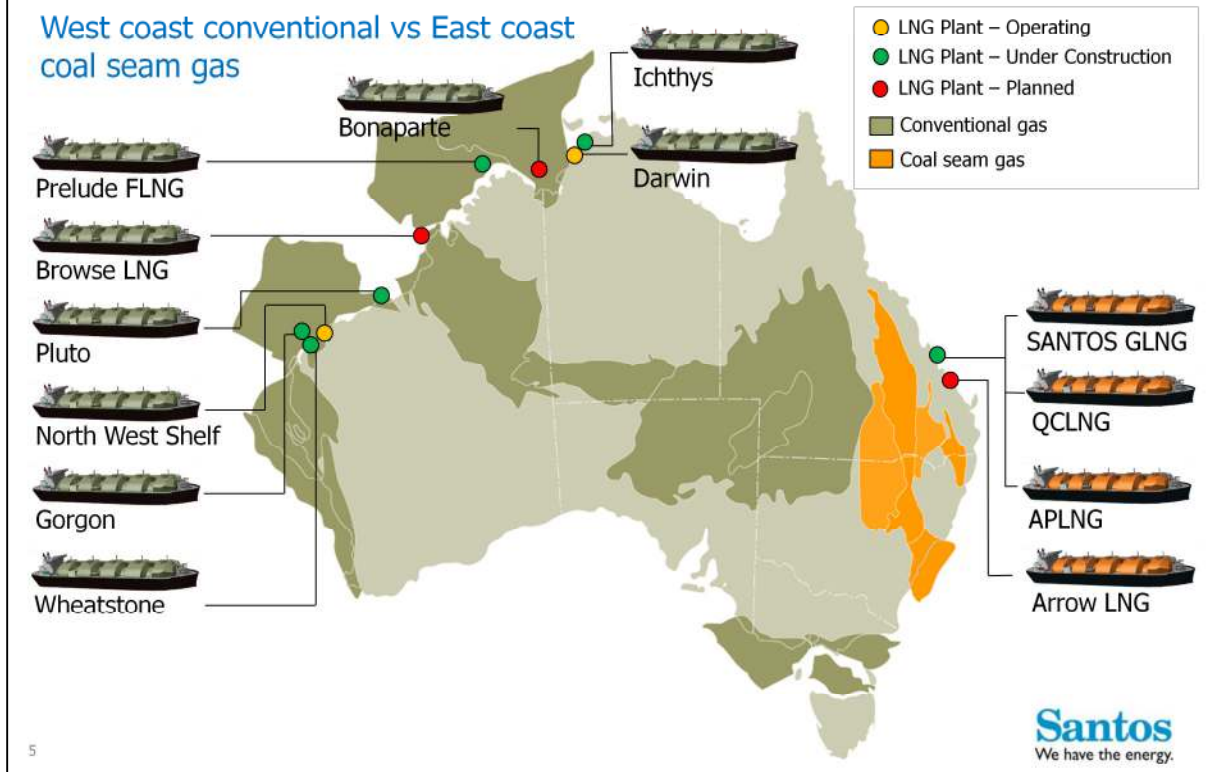 West coast conventional vs East coast
coal seam gas
LNG Plant – Operating
LNG Plant – Under Construction
LNG Plant – Planned
Conventional gas
Coal seam gas
Ichthys
Bonaparte
Darwin
Prelude FLNG
Browse LNG
Pluto
North West Shelf
Gorgon
Wheatstone
SANTOS GLNG
QCLNG
APLNG
Arrow LNG
5
Santos
We have the energy.